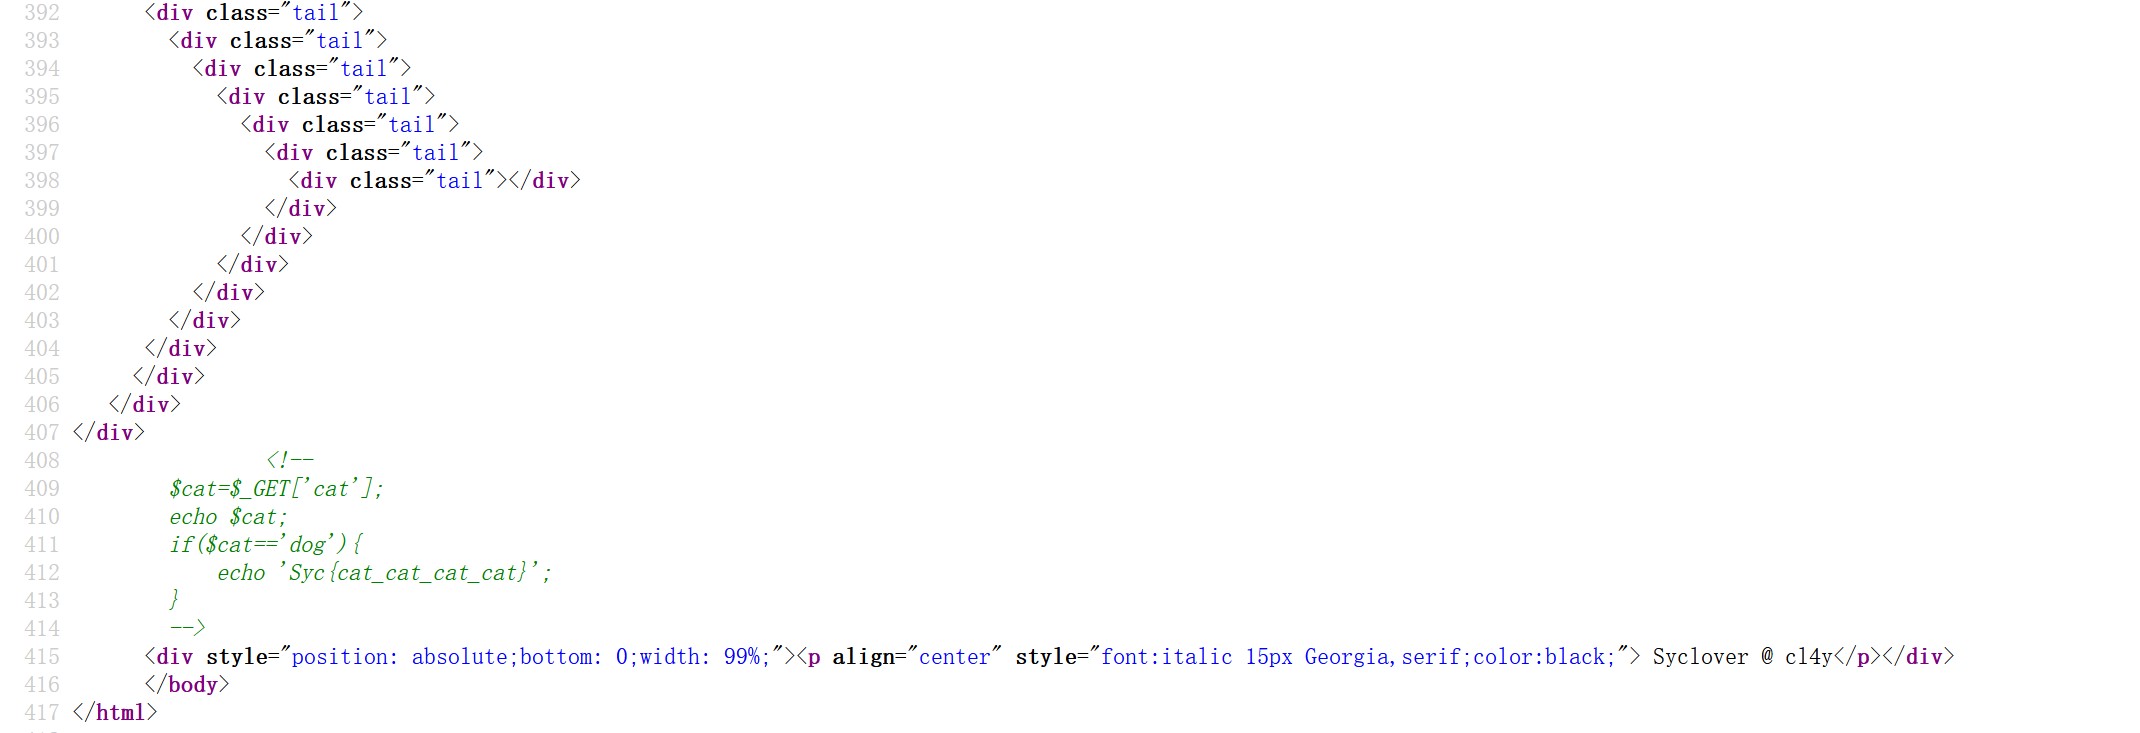 392       <div class="tail">
393         <div class="tail">
394           <div class="tail">
395             <div class="tail">
396               <div class="tail">
397                 <div class="tail">
398                   <div class="tail"></div>
399                 </div>
400               </div>
401             </div>
402           </div>
403         </div>
404       </div>
405      </div>
406    </div>
407 </div>
408                 <!--
409         $cat=$_GET['cat'];
410         echo $cat;
411         if($cat=='dog'){
412             echo 'Syc{cat_cat_cat_cat}';
413         }
414         -->
415       <div style="position: absolute;bottom: 0;width: 99%;"><p align="center" style="font:italic 15px Georgia,serif;color:black;"> Syclover @ cl4y</p></div>
416       </body>
417 </html>